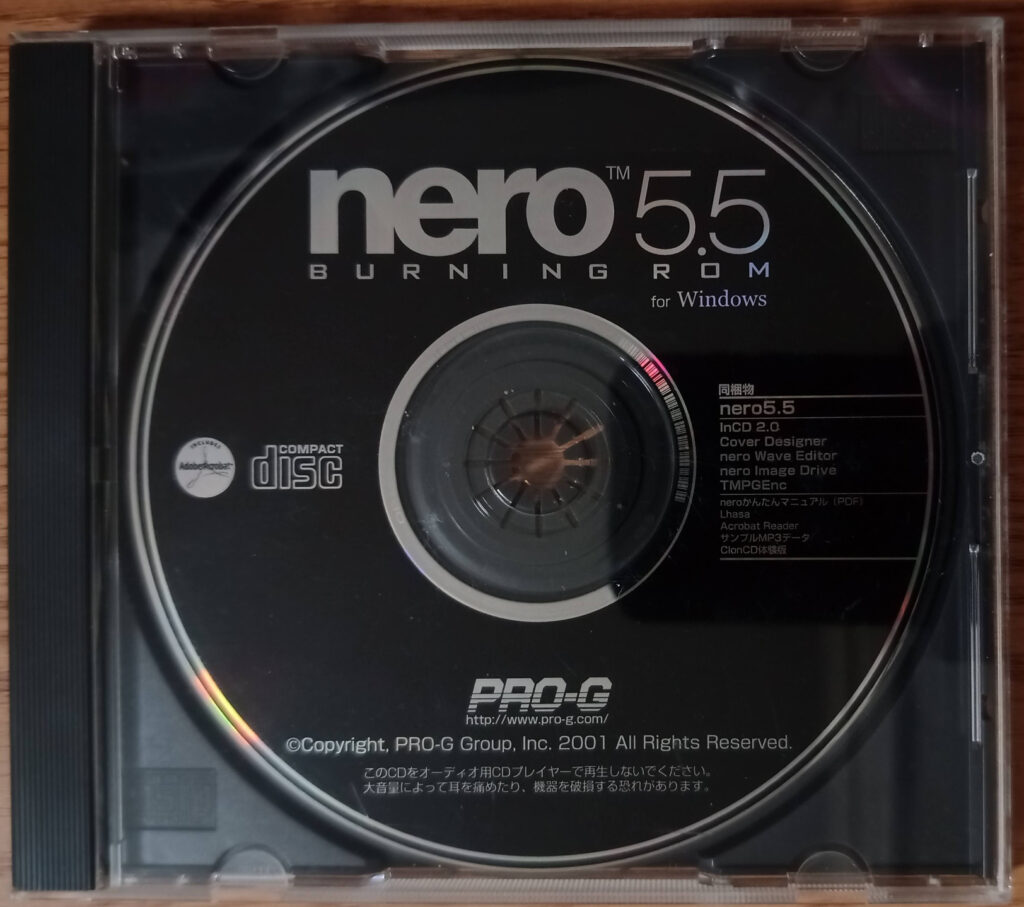 nero™ 5.5
BURNING ROM
for Windows
同梱物
nero5.5
InCD 2.0
Cover Designer
nero Wave Editor
nero Image Drive
TMPGEnc
neroかんたんマニュアル（PDF）
Lhasa
Acrobat Reader
サンプルMP3データ
ClonCD体験版
INCLUDES
Adobe Acrobat
COMPACT
disc
PRO-G
http://www.pro-g.com/
©Copyright, PRO-G Group, Inc. 2001 All Rights Reserved.
このCDをオーディオ用CDプレイヤーで再生しないでください。
大音量によって耳を痛めたり、機器を破損する恐れがあります。